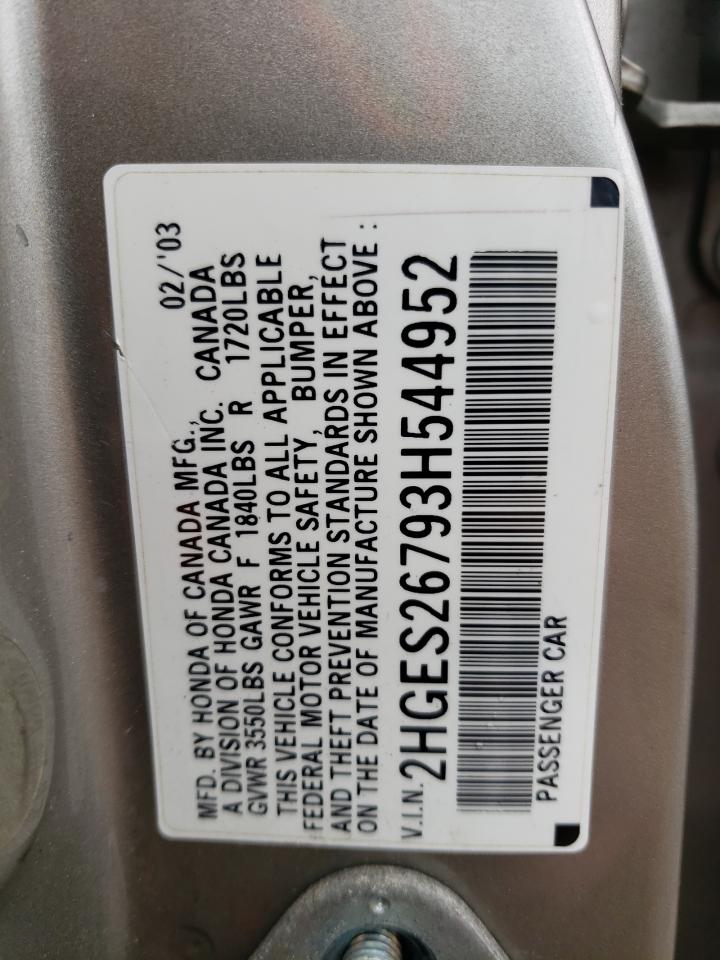 MFD. BY HONDA OF CANADA MFG., 02/'03
A DIVISION OF HONDA CANADA INC. CANADA
GVWR 3550LBS GAWR F 1840LBS R 1720LBS
THIS VEHICLE CONFORMS TO ALL APPLICABLE
FEDERAL MOTOR VEHICLE SAFETY, BUMPER,
AND THEFT PREVENTION STANDARDS IN EFFECT
ON THE DATE OF MANUFACTURE SHOWN ABOVE :
V.I.N. 2HGES26793H544952
PASSENGER CAR